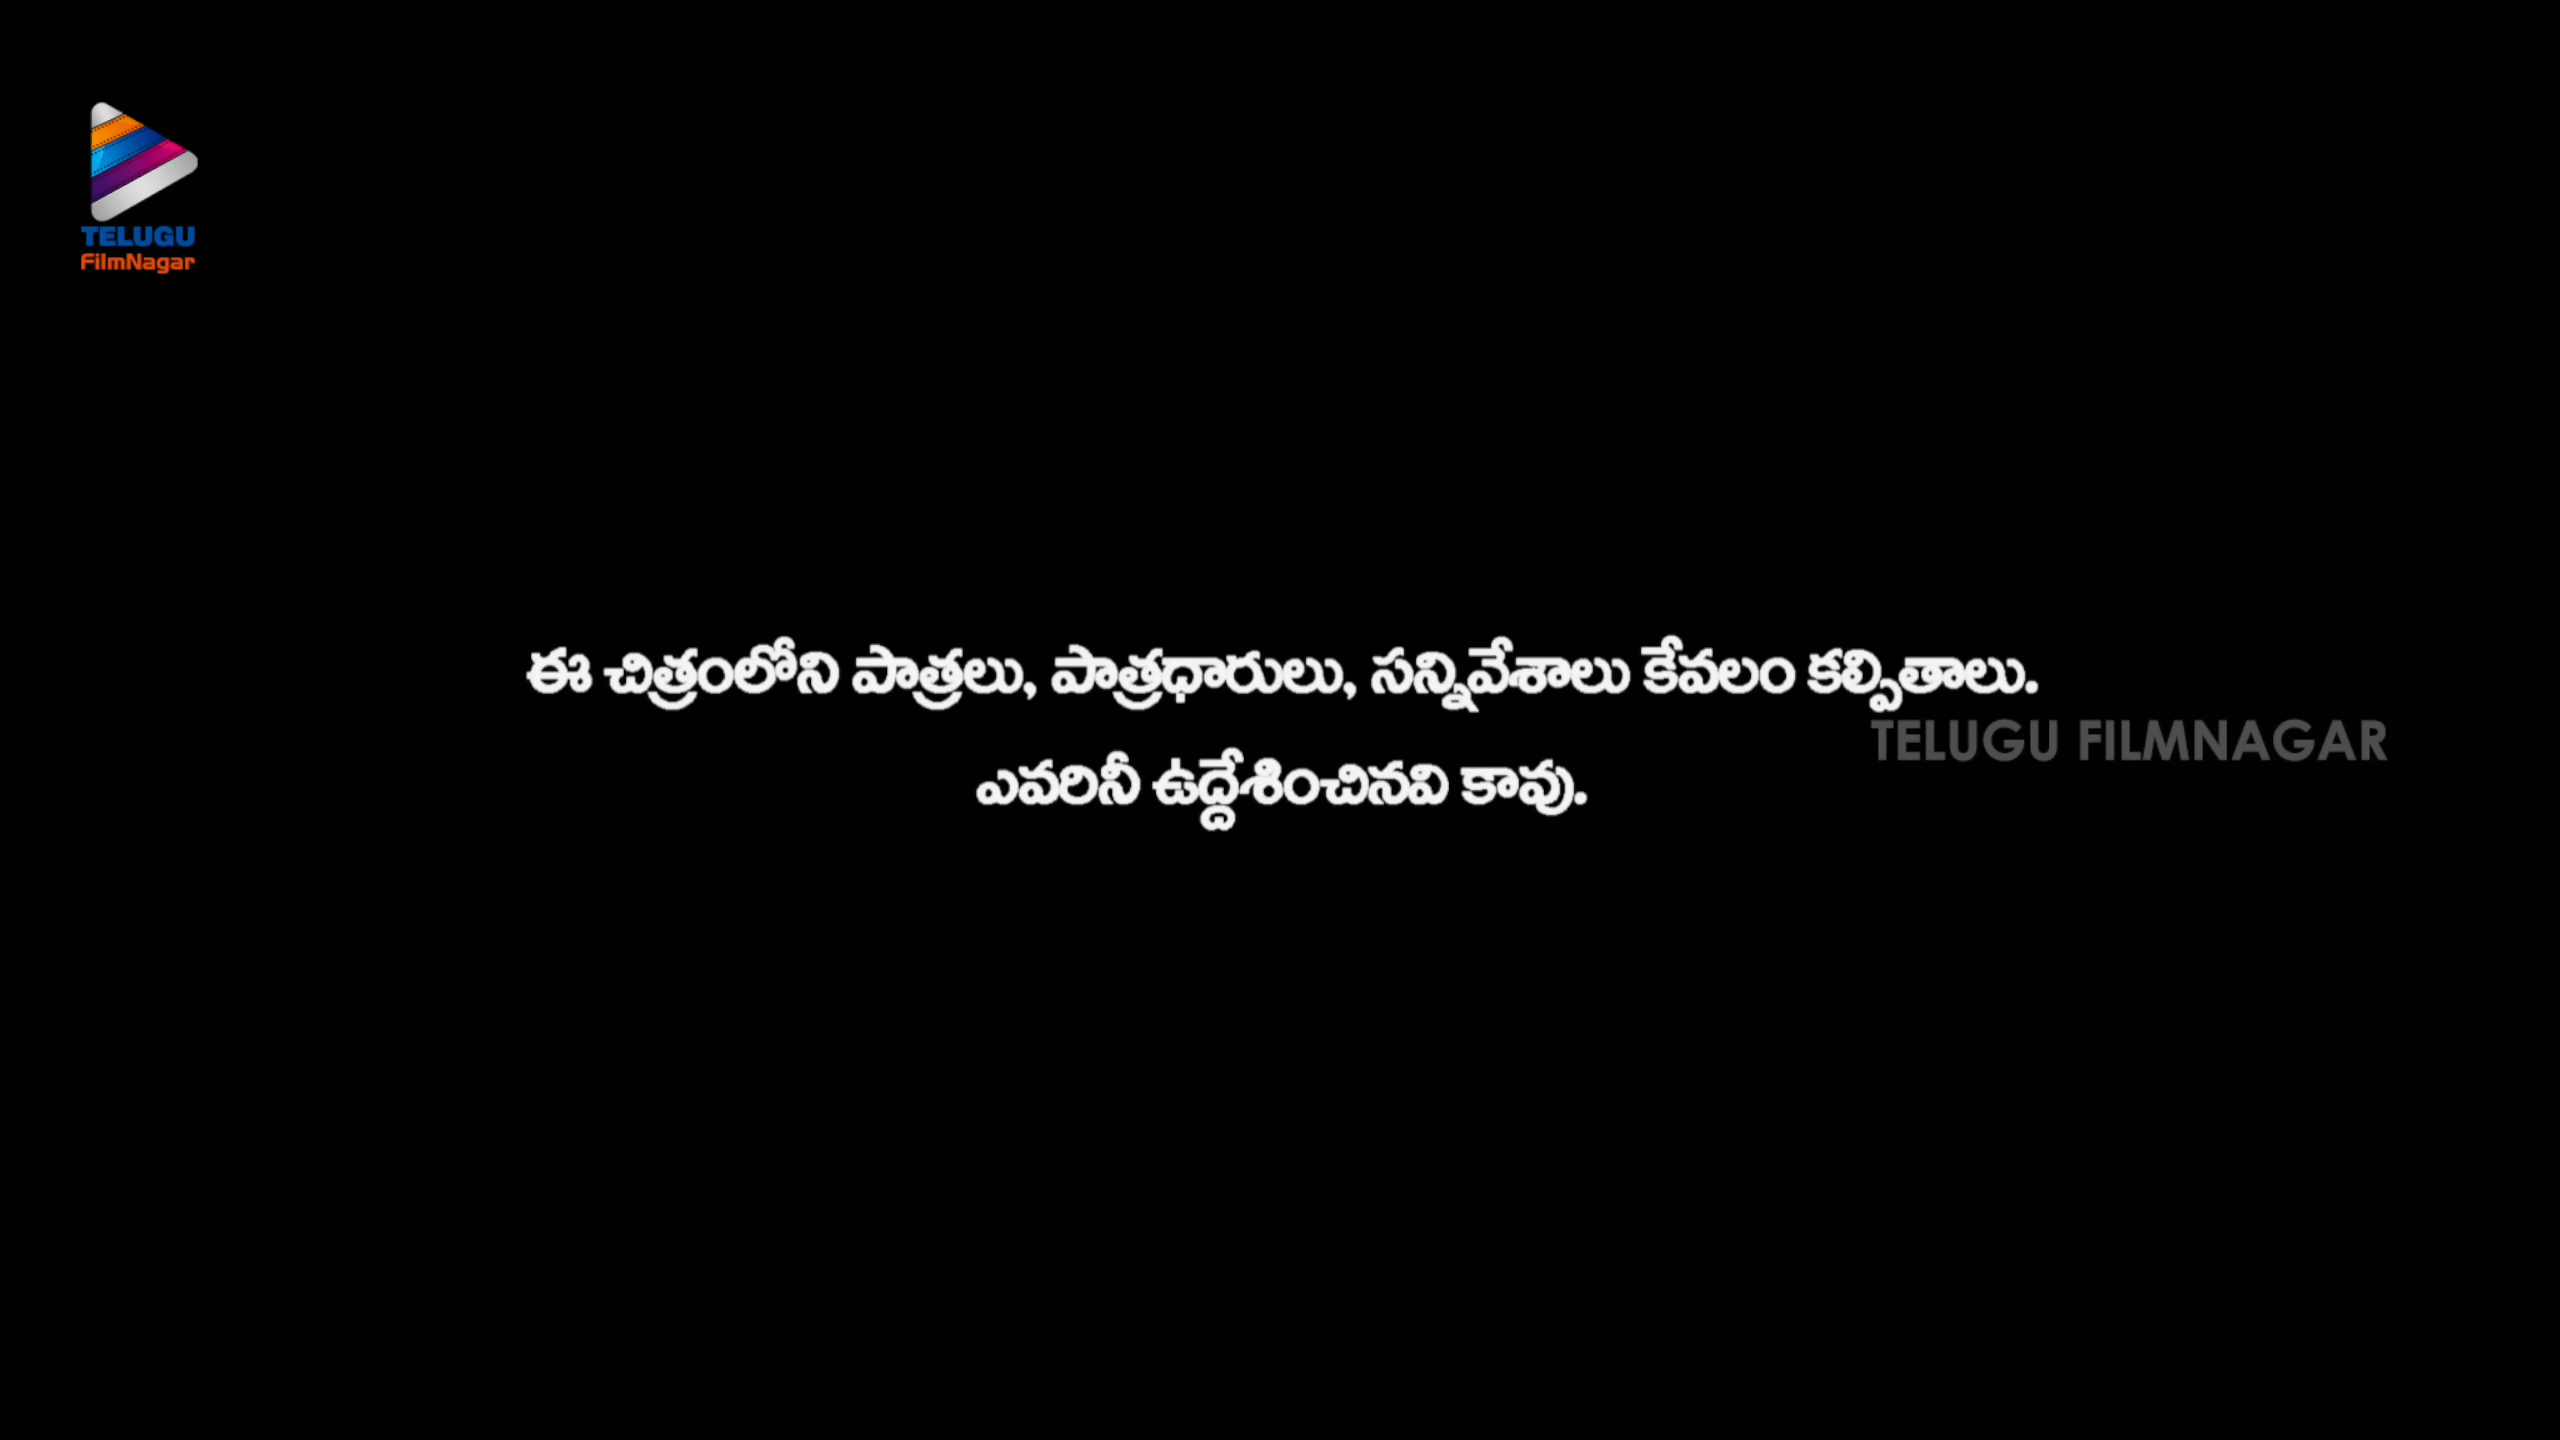 TELUGU
FilmNagar
ఈ చిత్రంలోని పాత్రలు, పాత్రధారులు, సన్నివేశాలు కేవలం కల్పితాలు.
TELUGU FILMNAGAR
ఎవరినీ ఉద్దేశించినవి కావు.